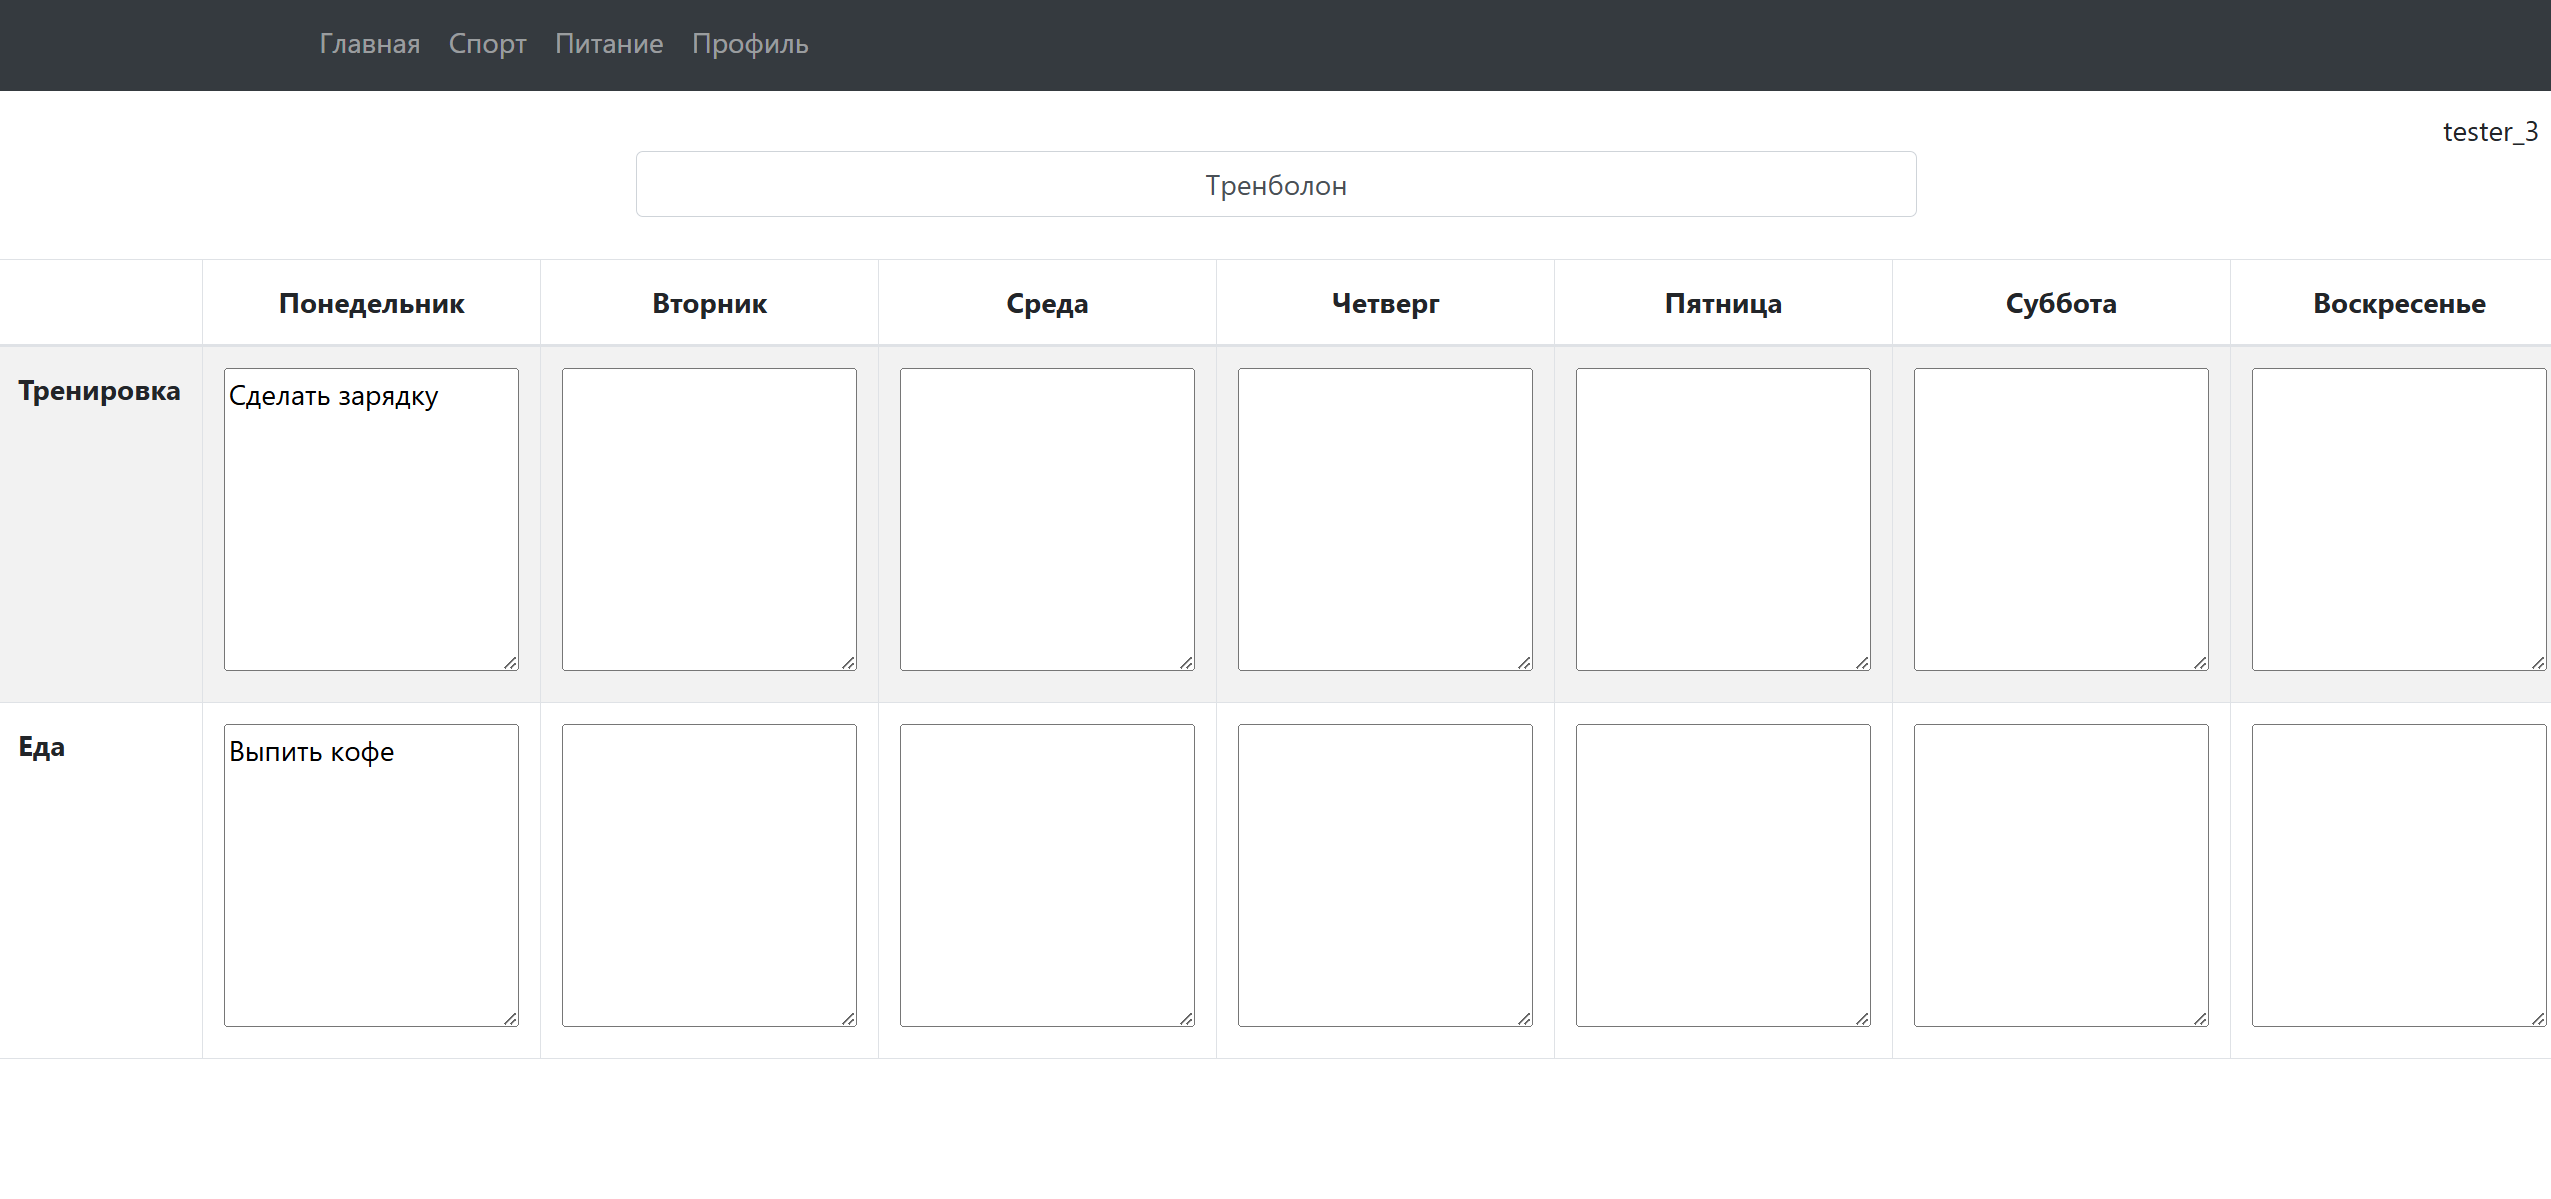 Главная Спорт Питание Профиль
tester_3
Тренболон
Понедельник Вторник Среда Четверг Пятница Суббота Воскресенье
Тренировка Сделать зарядку
Еда Выпить кофе